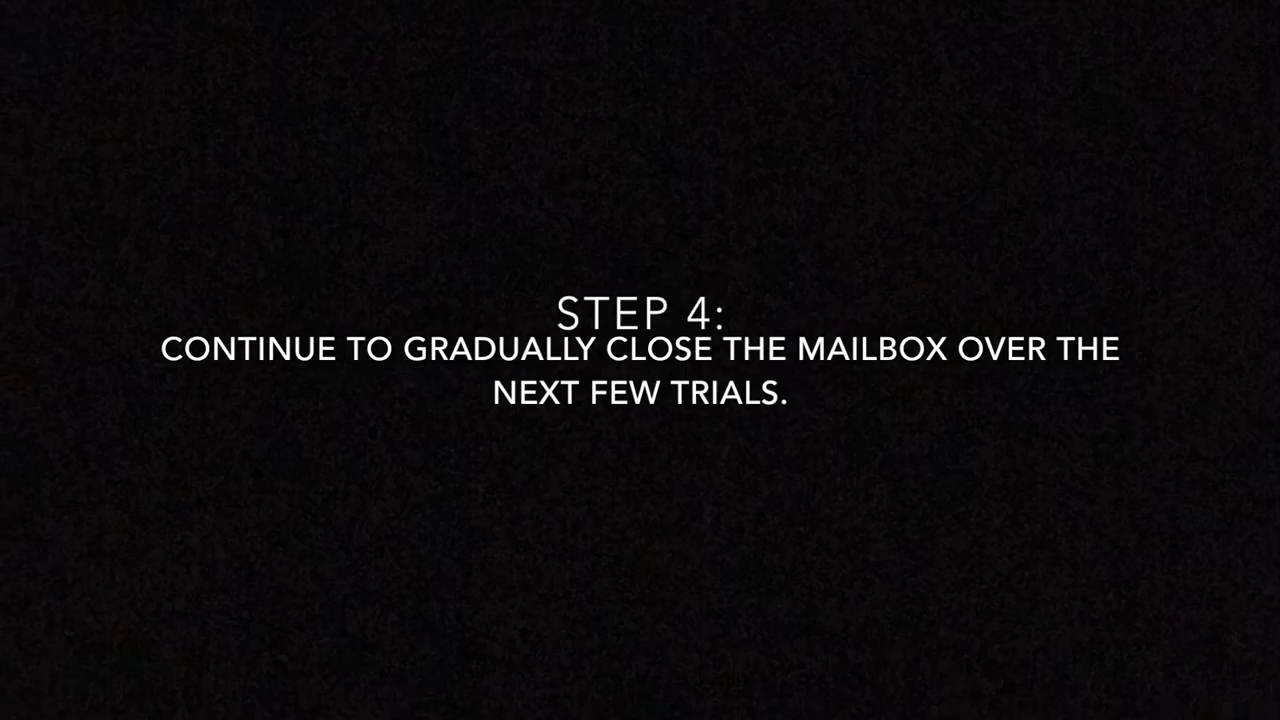 STEP 4:
CONTINUE TO GRADUALLY CLOSE THE MAILBOX OVER THE
NEXT FEW TRIALS.